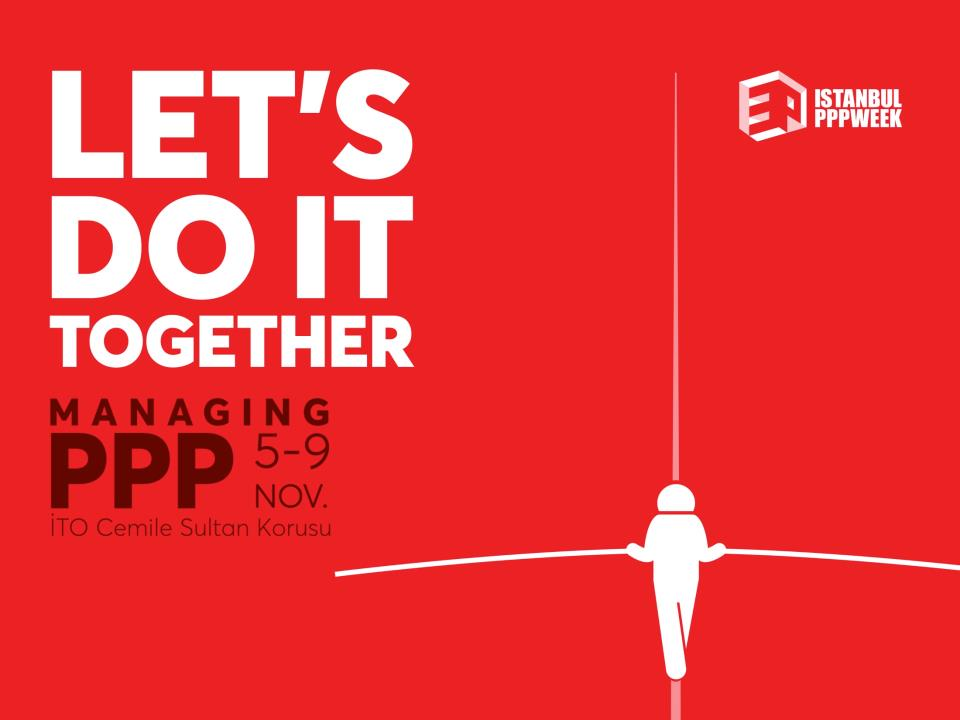 LET'S
DO IT
TOGETHER
MANAGING
PPP 5-9
NOV.
İTO Cemile Sultan Korusu
ISTANBUL
PPPWEEK